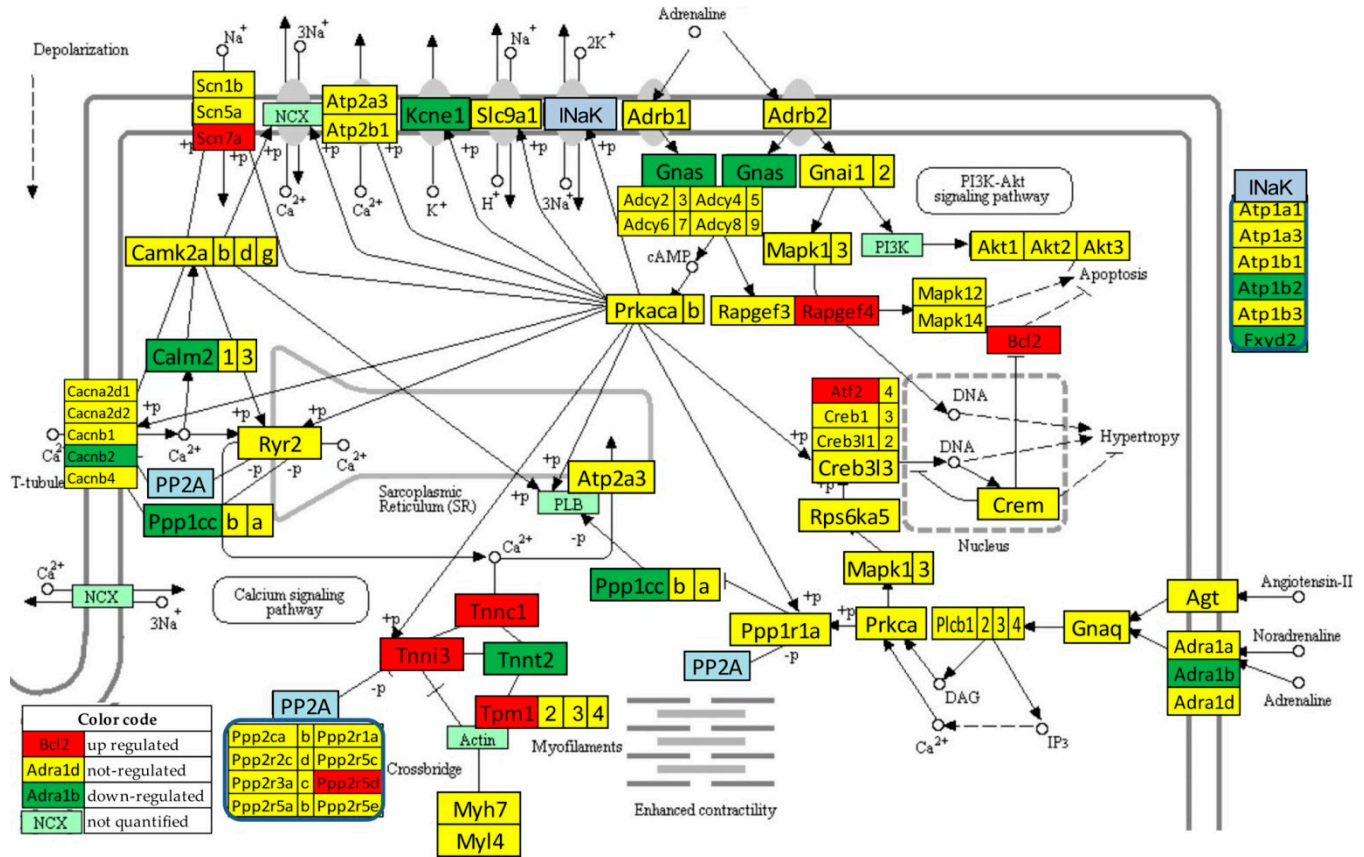 Adrenaline
Depolarization
Na⁺
3Na⁺
Na⁺
2K⁺
Scn1b
Scn5a
Scn7a
NCX
Atp2a3
Atp2b1
Kcne1
Slc9a1
INaK
Adrb1
Adrb2
+p
+p
+p
+p
+p
+p
+p
+p
Ca²⁺
Ca²⁺
K⁺
H⁺
3Na⁺
Gnas
Gnas
Gnai1 2
PI3K-Akt
signaling pathway
Adcy2 3 Adcy4 5
Adcy6 7 Adcy8 9
INaK
Atp1a1
Atp1a3
Atp1b1
Atp1b2
Atp1b3
Fxyd2
Camk2a b d g
Mapk1 3
PI3K
Akt1 Akt2 Akt3
cAMP
Apoptosis
Prkaca b
Rapgef3 Rapgef4
Mapk12
Mapk14
Bcl2
Calm2 1 3
Cacna2d1
Cacna2d2
Cacnb1
Cacnb2
Cacnb4
+p
+p
+p
Atf2 4
Creb1 3
Creb3l1 2
Creb3l3
DNA
DNA
Hypertropy
+p
Ca²⁺
T-tubule
Ca²⁺
Ryr2
Ca²⁺
-p
-p
PP2A
Ppp1cc b a
Sarcoplasmic
Reticulum (SR)
+p
+p
Atp2a3
PLB
-p
+p
Crem
Rps6ka5
Nucleus
Ca²⁺
NCX
3Na⁺
Calcium signaling
pathway
Ca²⁺
Ppp1cc b a
Mapk1 3
Tnnc1
+p
Tnni3
Tnnt2
-p
+p
Ppp1r1a
+p
Prkca
Plcb1 2 3 4
Gnaq
Agt
Angiotensin-II
Noradrenaline
Adra1a
Adra1b
Adra1d
Adrenaline
PP2A
-p
DAG
Ca²⁺
IP₃
PP2A
Tpm1 2 3 4
Actin
Myofilaments
Crossbridge
Ppp2ca b Ppp2r1a
Ppp2r2c d Ppp2r5c
Ppp2r3a c Ppp2r5d
Ppp2r5a b Ppp2r5e
Myh7
Myl4
Enhanced contractility
Color code
Bcl2 up regulated
Adra1d not-regulated
Adra1b down-regulated
NCX not quantified